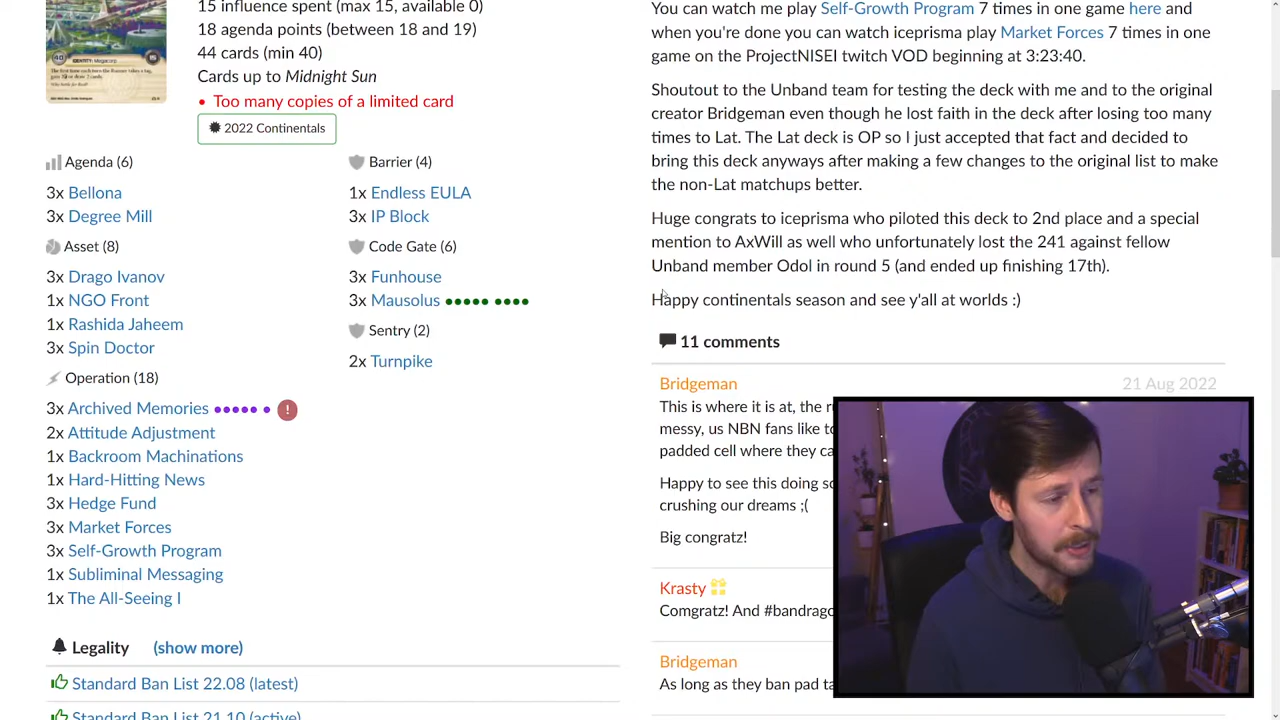 15 influence spent (max 15, available 0)
18 agenda points (between 18 and 19)
44 cards (min 40)
Cards up to Midnight Sun
• Too many copies of a limited card
2022 Continentals
Agenda (6)
3x Bellona
3x Degree Mill
Asset (8)
3x Drago Ivanov
1x NGO Front
1x Rashida Jaheem
3x Spin Doctor
Operation (18)
3x Archived Memories
2x Attitude Adjustment
1x Backroom Machinations
1x Hard-Hitting News
3x Hedge Fund
3x Market Forces
3x Self-Growth Program
1x Subliminal Messaging
1x The All-Seeing I
Barrier (4)
1x Endless EULA
3x IP Block
Code Gate (6)
3x Funhouse
3x Mausolus
Sentry (2)
2x Turnpike
Legality (show more)
Standard Ban List 22.08 (latest)
Standard Ban List 21.10 (active)
You can watch me play Self-Growth Program 7 times in one game here and
when you're done you can watch iceprisma play Market Forces 7 times in one
game on the ProjectNISEI twitch VOD beginning at 3:23:40.
Shoutout to the Unband team for testing the deck with me and to the original
creator Bridgeman even though he lost faith in the deck after losing too many
times to Lat. The Lat deck is OP so I just accepted that fact and decided to
bring this deck anyways after making a few changes to the original list to make
the non-Lat matchups better.
Huge congrats to iceprisma who piloted this deck to 2nd place and a special
mention to AxWill as well who unfortunately lost the 241 against fellow
Unband member Odol in round 5 (and ended up finishing 17th).
Happy continentals season and see y'all at worlds :)
11 comments
Bridgeman 21 Aug 2022
This is where it is at, the
messy, us NBN fans like to
padded cell where they
Happy to see this doing
crushing our dreams ;(
Big congratz!
Krasty
Comgratz! And
Bridgeman
As long as they ban pad